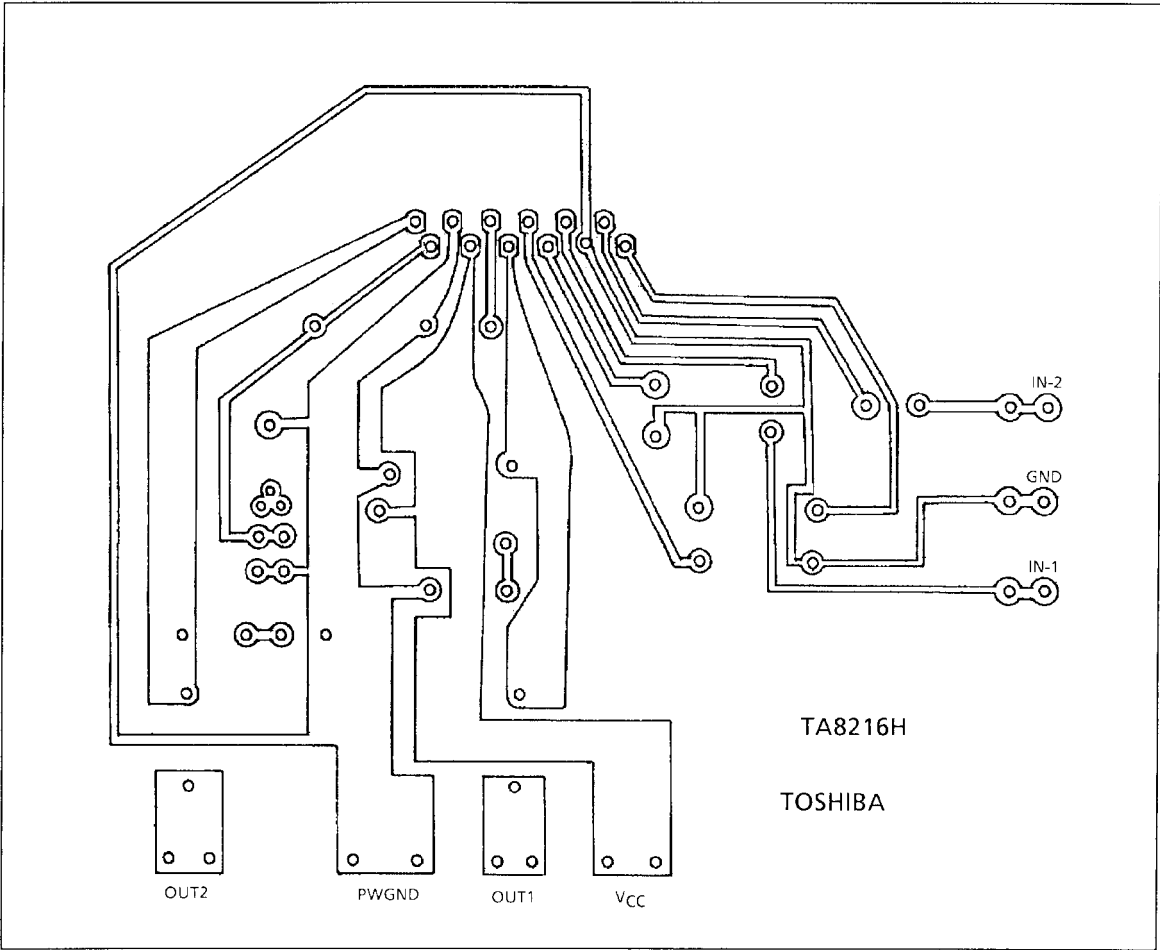 IN-2
GND
IN-1
TA8216H
TOSHIBA
OUT2
PWGND
OUT1
VCC